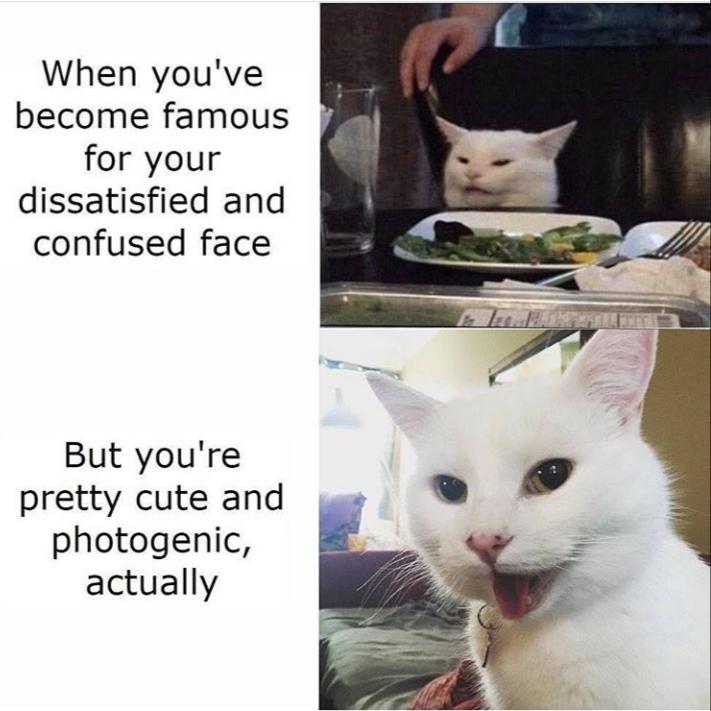 When you've
become famous
for your
dissatisfied and
confused face
But you're
pretty cute and
photogenic,
actually